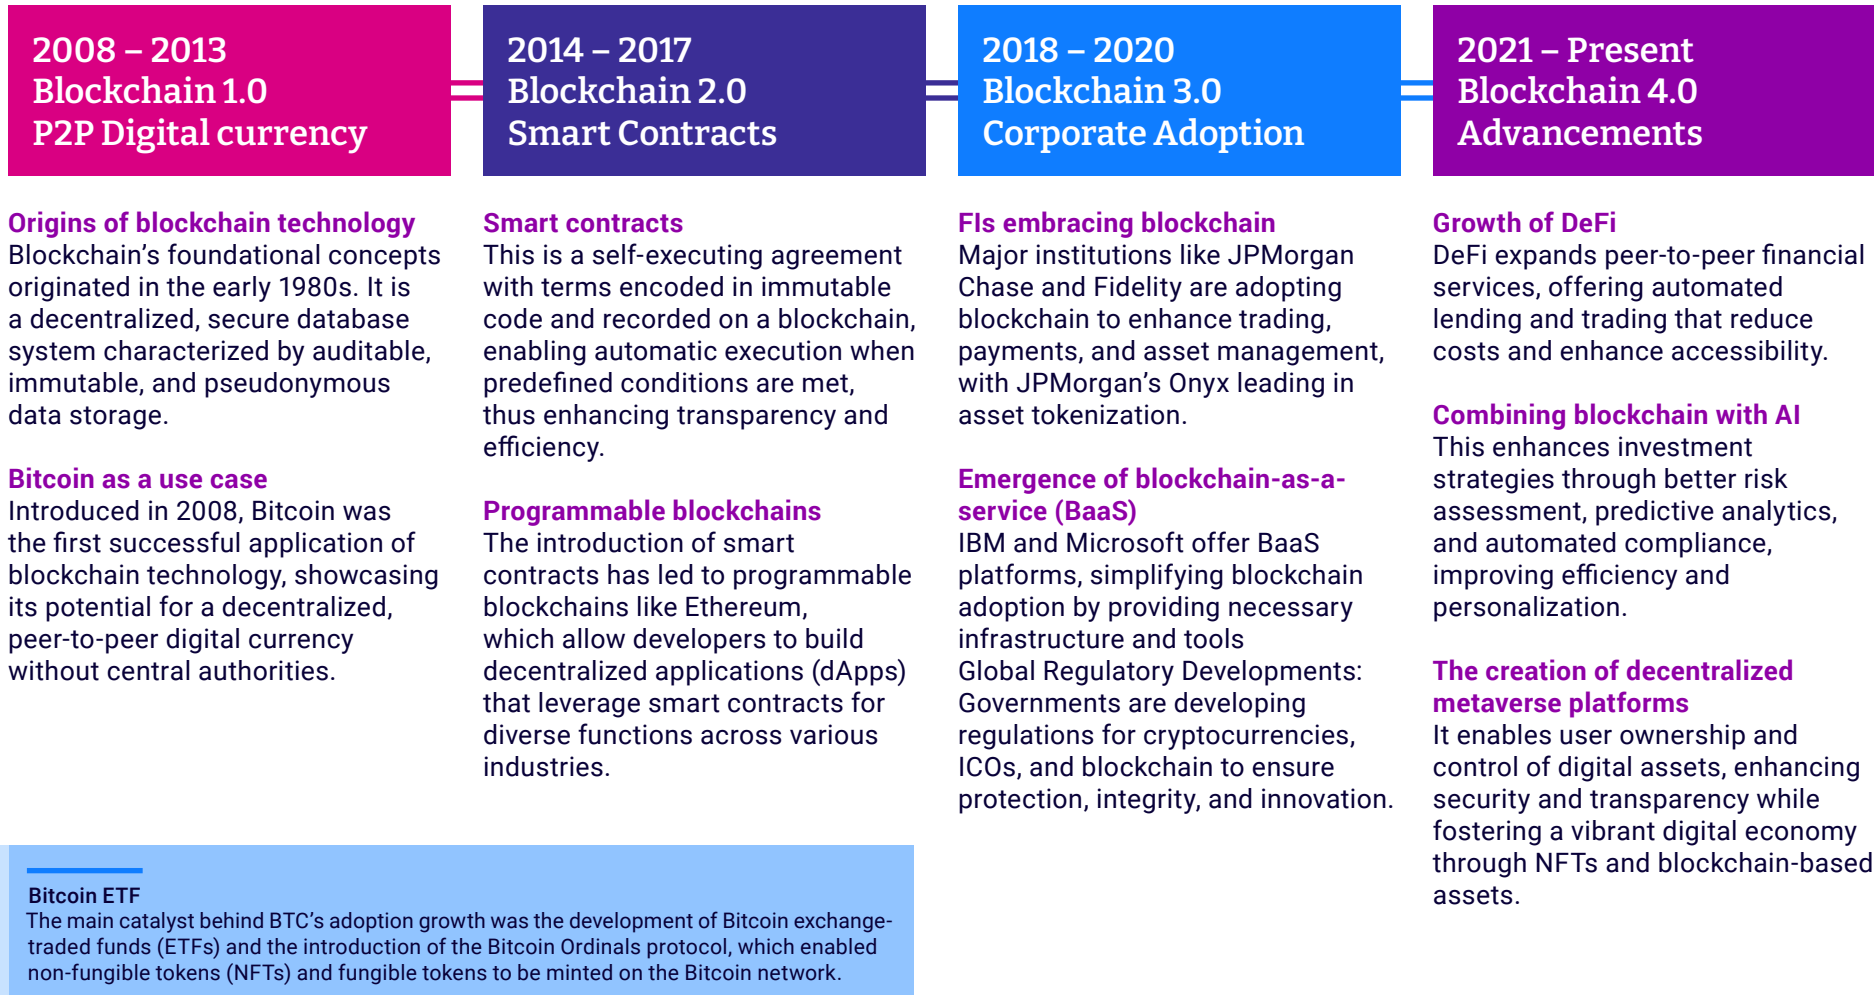 2008 – 2013
Blockchain 1.0
P2P Digital currency
Origins of blockchain technology
Blockchain’s foundational concepts
originated in the early 1980s. It is
a decentralized, secure database
system characterized by auditable,
immutable, and pseudonymous
data storage.
Bitcoin as a use case
Introduced in 2008, Bitcoin was
the first successful application of
blockchain technology, showcasing
its potential for a decentralized,
peer-to-peer digital currency
without central authorities.
2014 – 2017
Blockchain 2.0
Smart Contracts
Smart contracts
This is a self-executing agreement
with terms encoded in immutable
code and recorded on a blockchain,
enabling automatic execution when
predefined conditions are met,
thus enhancing transparency and
efficiency.
Programmable blockchains
The introduction of smart
contracts has led to programmable
blockchains like Ethereum,
which allow developers to build
decentralized applications (dApps)
that leverage smart contracts for
diverse functions across various
industries.
2018 – 2020
Blockchain 3.0
Corporate Adoption
FIs embracing blockchain
Major institutions like JPMorgan
Chase and Fidelity are adopting
blockchain to enhance trading,
payments, and asset management,
with JPMorgan’s Onyx leading in
asset tokenization.
Emergence of blockchain-as-a-
service (BaaS)
IBM and Microsoft offer BaaS
platforms, simplifying blockchain
adoption by providing necessary
infrastructure and tools
Global Regulatory Developments:
Governments are developing
regulations for cryptocurrencies,
ICOs, and blockchain to ensure
protection, integrity, and innovation.
2021 – Present
Blockchain 4.0
Advancements
Growth of DeFi
DeFi expands peer-to-peer financial
services, offering automated
lending and trading that reduce
costs and enhance accessibility.
Combining blockchain with AI
This enhances investment
strategies through better risk
assessment, predictive analytics,
and automated compliance,
improving efficiency and
personalization.
The creation of decentralized
metaverse platforms
It enables user ownership and
control of digital assets, enhancing
security and transparency while
fostering a vibrant digital economy
through NFTs and blockchain-based
assets.
Bitcoin ETF
The main catalyst behind BTC’s adoption growth was the development of Bitcoin exchange-
traded funds (ETFs) and the introduction of the Bitcoin Ordinals protocol, which enabled
non-fungible tokens (NFTs) and fungible tokens to be minted on the Bitcoin network.